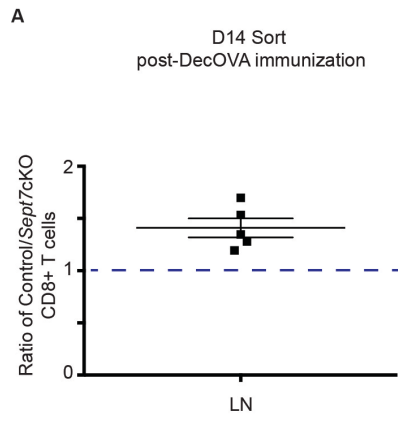 A
D14 Sort
post-DecOVA immunization
Ratio of Control/Sept7cKO
CD8+ T cells
2
1
0
LN